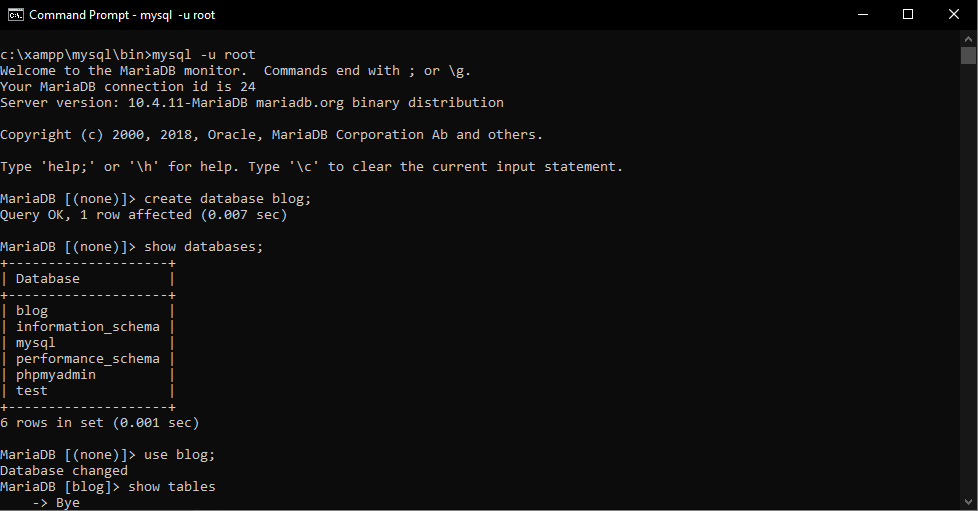 Command Prompt - mysql  -u root
c:\xampp\mysql\bin>mysql -u root
Welcome to the MariaDB monitor.  Commands end with ; or \g.
Your MariaDB connection id is 24
Server version: 10.4.11-MariaDB mariadb.org binary distribution
Copyright (c) 2000, 2018, Oracle, MariaDB Corporation Ab and others.
Type 'help;' or '\h' for help. Type '\c' to clear the current input statement.
MariaDB [(none)]> create database blog;
Query OK, 1 row affected (0.007 sec)
MariaDB [(none)]> show databases;
+--------------------+
| Database           |
+--------------------+
| blog               |
| information_schema |
| mysql              |
| performance_schema |
| phpmyadmin         |
| test               |
+--------------------+
6 rows in set (0.001 sec)
MariaDB [(none)]> use blog;
Database changed
MariaDB [blog]> show tables
    -> Bye